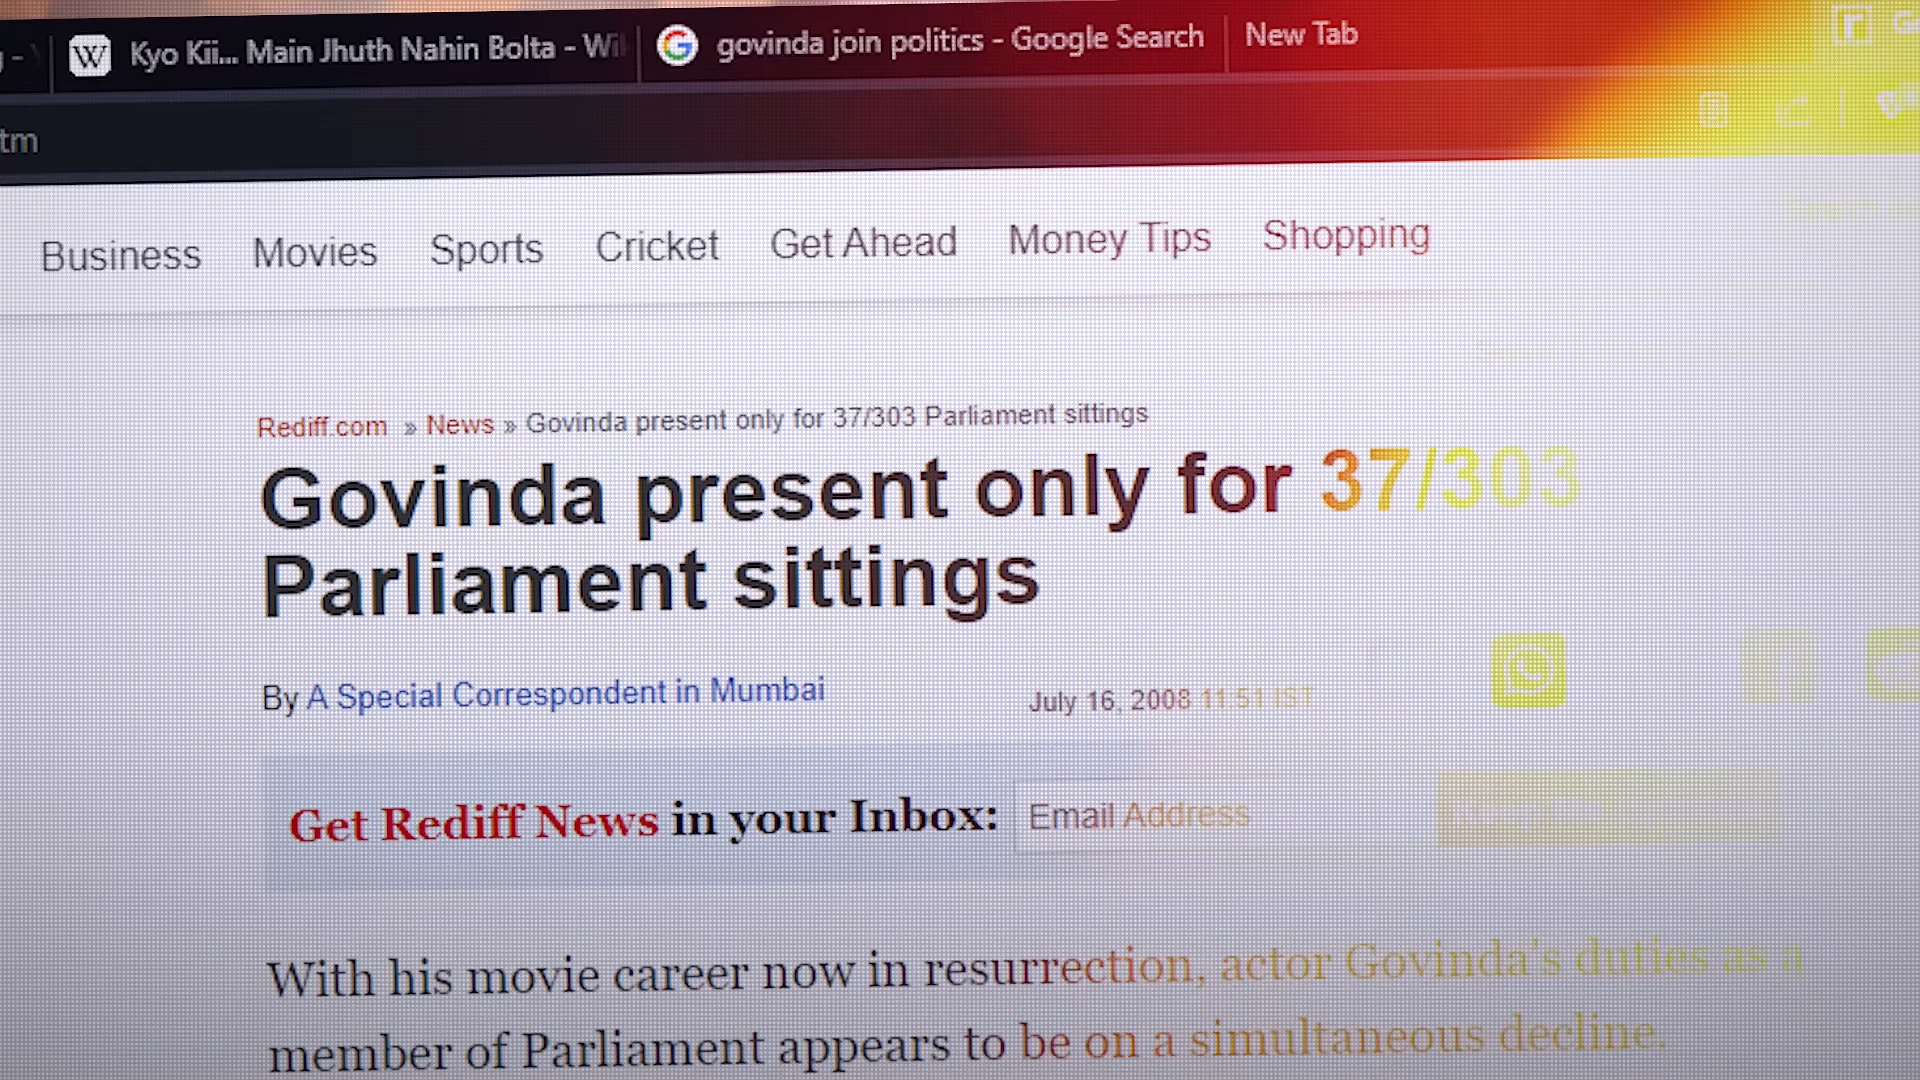 Kyo Kii... Main Jhuth Nahin Bolta - Wi
govinda join politics - Google Search
New Tab
tm
Business Movies Sports Cricket Get Ahead Money Tips Shopping
Rediff.com » News » Govinda present only for 37/303 Parliament sittings
Govinda present only for 37/303
Parliament sittings
By A Special Correspondent in Mumbai
July 16, 2008 11:51 IST
Get Rediff News in your Inbox:
Email Address
With his movie career now in resurrection, actor Govinda's duties as a
member of Parliament appears to be on a simultaneous decline.